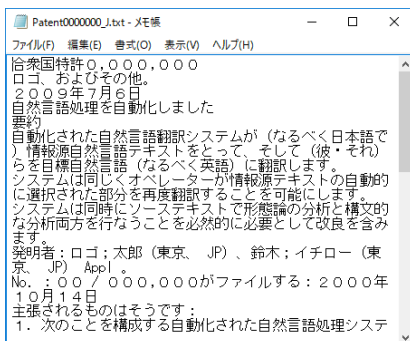 Patent0000000_J.txt - メモ帳
ファイル(F) 編集(E) 書式(O) 表示(V) ヘルプ(H)
合衆国特許０,０００,０００
ロゴ、およびその他。
２００９年７月６日
自然言語処理を自動化しました
要約
自動化された自然言語翻訳システムが（なるべく日本語で
）情報源自然言語テキストをとって、そして（彼・それ）
らを目標自然言語（なるべく英語）に翻訳します。
システムは同じくオペレーターが情報源テキストの自動的
に選択された部分を再度翻訳することを可能にします。
システムは同時にソーステキストで形態論の分析と構文的
な分析両方を行なうことを必然的に必要として改良を含み
ます。
発明者：ロゴ；太郎（東京、 JP）、鈴木；イチロー（東
京、 JP） Appl 。
No. ：００ / ０００,０００がファイルする：２０００年
１０月１４日
主張されるものはそうです：
１．次のことを構成する自動化された自然言語処理システ